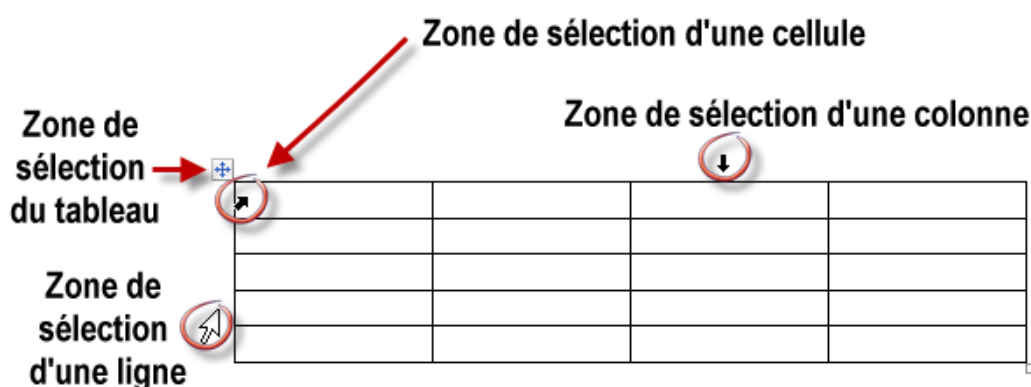 Zone de sélection d'une cellule
Zone de sélection d'une colonne
Zone de
sélection
du tableau
Zone de
sélection
d'une ligne